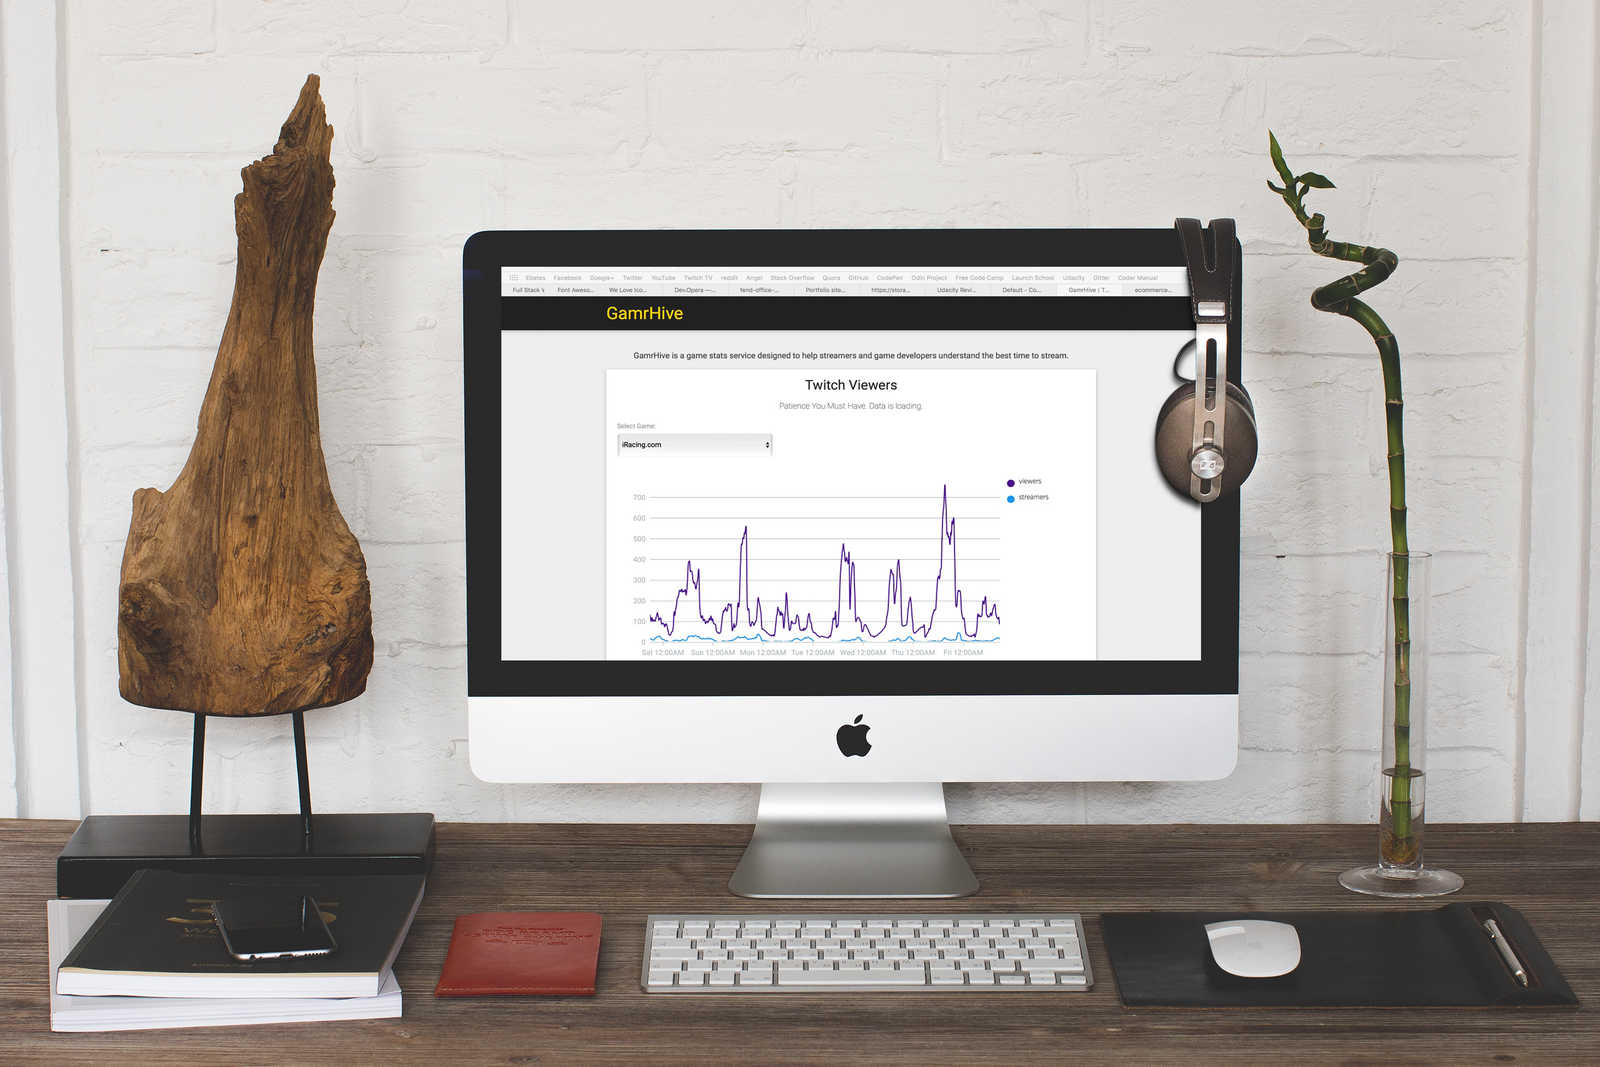 Ebates Facebook Google+ Twitter YouTube Twitch TV reddit Angel Stack Overflow Quora GitHub CodePen Odin Project Free Code Camp Launch School Udacity Gitter Coder Manual
Full Stack Font Aweso... We Love Ico... DevOpera —... tend-office-... Portfolio site... https://stora... Udacity Revi... Default - Co... GamrHive | T... ecommerce...
GamrHive
GamrHive is a game stats service designed to help streamers and game developers understand the best time to stream.
Twitch Viewers
Patience You Must Have. Data is loading.
Select Game:
iRacing.com
viewers
streamers
700
600
500
400
300
200
100
0
Sat 12:00AM Sun 12:00AM Mon 12:00AM Tue 12:00AM Wed 12:00AM Thu 12:00AM Fri 12:00AM